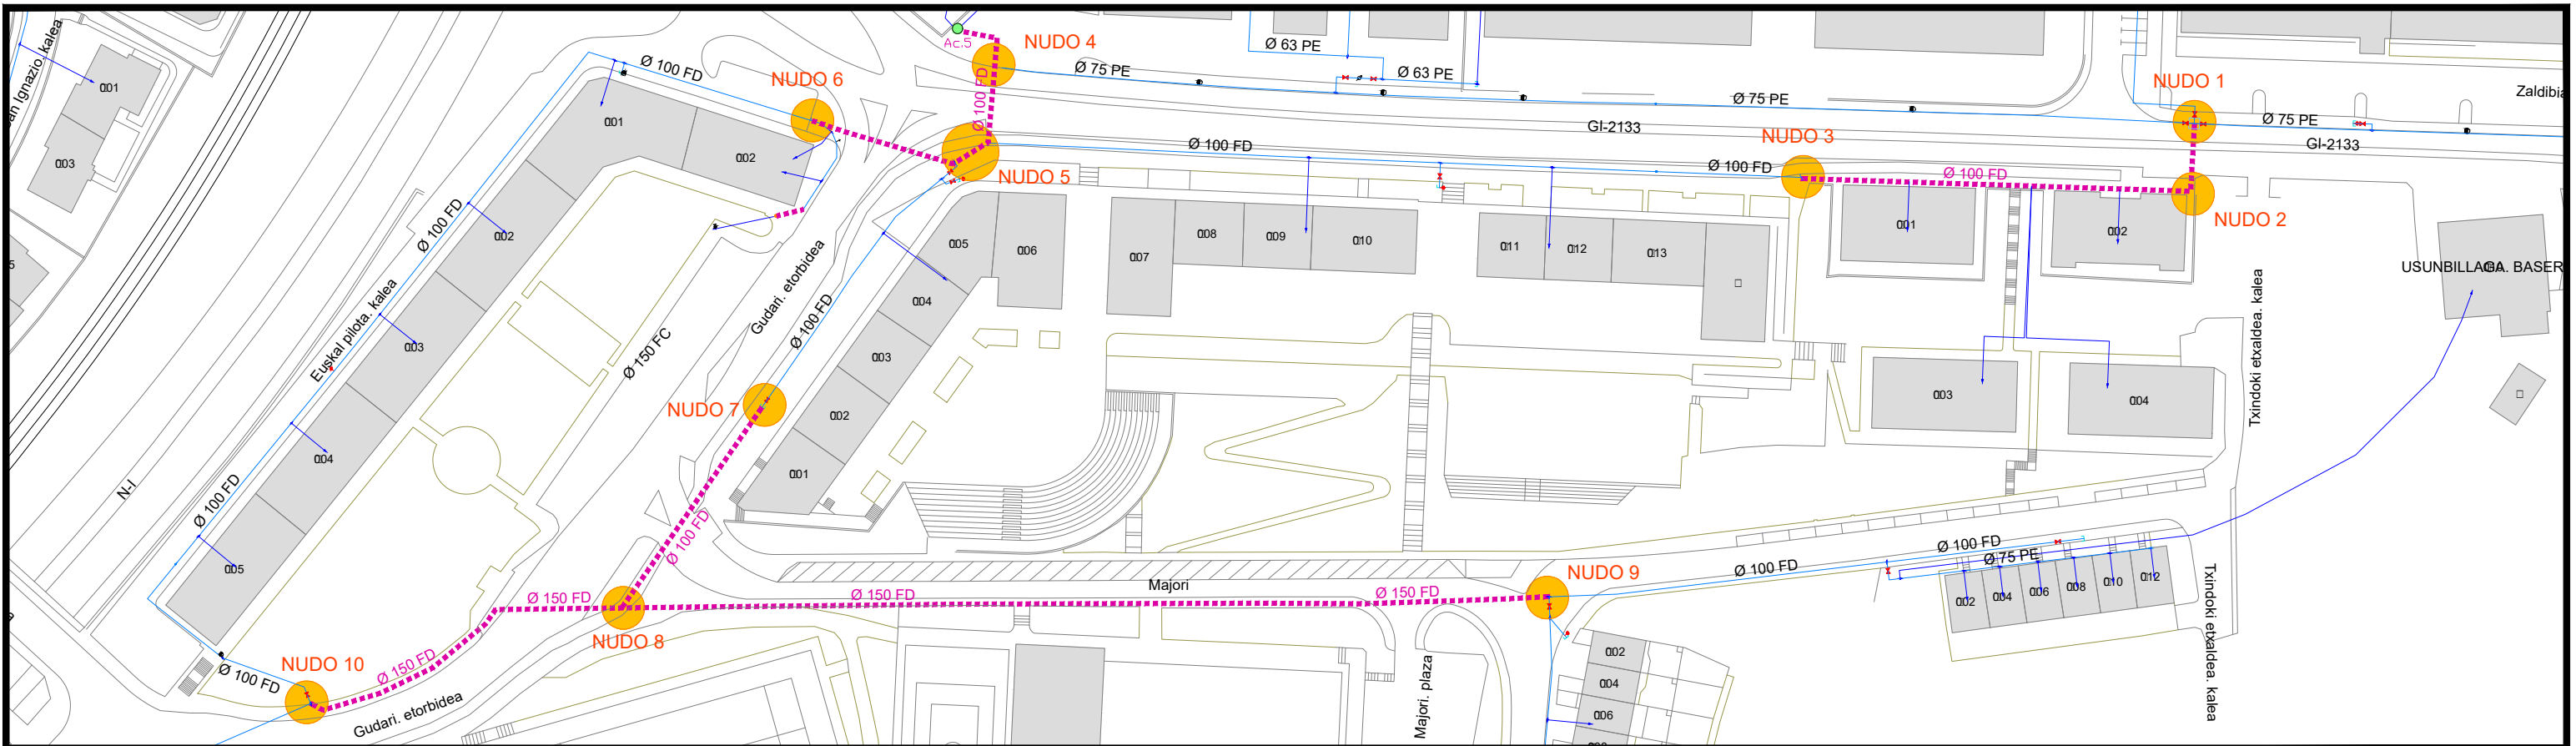 San Ignazio. kalea
Ac.5
NUDO 4
Ø 63 PE
Ø 63 PE
Ø 75 PE
Ø 75 PE
NUDO 1
Zaldibia
Ø 75 PE
GI-2133
GI-2133
Ø 100 FD
NUDO 6
Ø 100 FD
NUDO 5
Ø 100 FD
NUDO 3
Ø 100 FD
Ø 100 FD
NUDO 2
001
003
001
002
002
003
004
005
Ø 100 FD
Euskal pilota. kalea
Ø 100 FD
N-I
Ø 150 FC
Gudari. etorbidea
Ø 100 FD
005
006
004
003
002
001
007
008
009
010
011
012
013
001
002
003
004
USUNBILLAGA. BASER
Txindoki etxaldea. kalea
NUDO 7
Ø 100 FD
Ø 150 FD
Ø 150 FD
Majori
Ø 150 FD
NUDO 8
NUDO 9
Ø 100 FD
Ø 100 FD
Ø 75 PE
002
004
006
008
010
012
Txindoki etxaldea. kalea
NUDO 10
Ø 100 FD
Ø 150 FD
Gudari. etorbidea
Majori. plaza
002
004
006